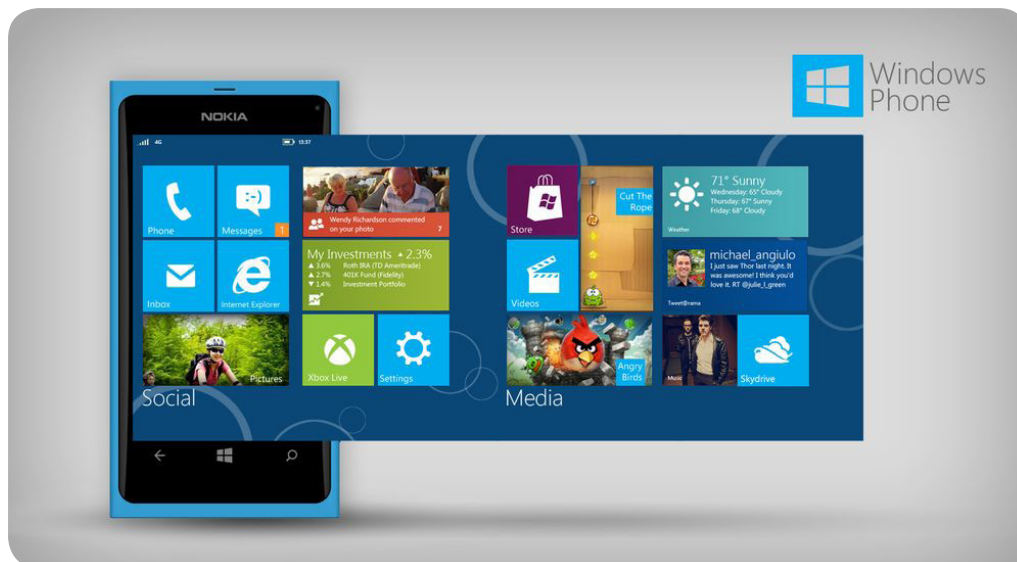 Windows
Phone
NOKIA
4G
13:37
Phone
Messages
1
Wendy Richardson commented
on your photo
7
Inbox
Internet Explorer
My Investments ▲ 2.3%
▲ 3.6% Roth IRA (TD Ameritrade)
▲ 2.7% 401K Fund (Fidelity)
▼ 1.4% Investment Portfolio
Pictures
Xbox Live
Settings
Social
Store
Cut The
Rope
71° Sunny
Wednesday: 65° Cloudy
Thursday: 67° Sunny
Friday: 68° Cloudy
Weather
Videos
michael_angiulo
I just saw Thor last night. It
was awesome! I think you'd
love it. RT @julie_l_green
Tweet@rama
Angry
Birds
Music
Skydrive
Media